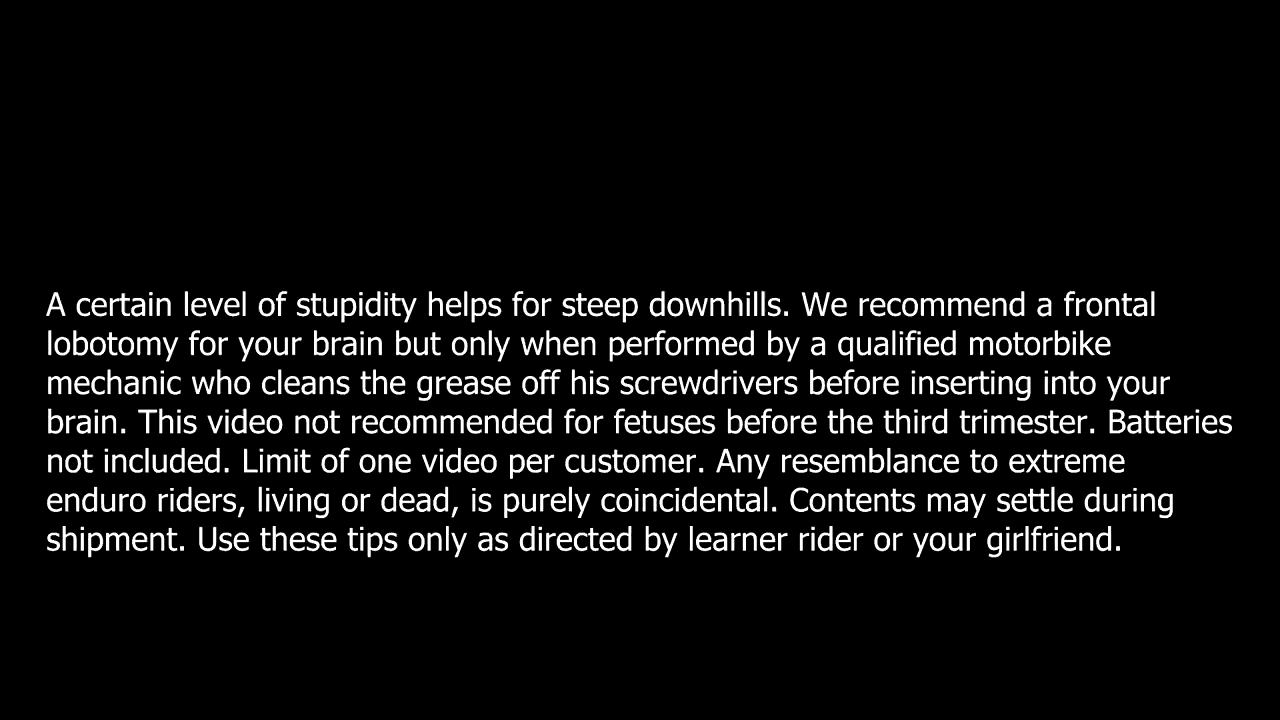 A certain level of stupidity helps for steep downhills. We recommend a frontal
lobotomy for your brain but only when performed by a qualified motorbike
mechanic who cleans the grease off his screwdrivers before inserting into your
brain. This video not recommended for fetuses before the third trimester. Batteries
not included. Limit of one video per customer. Any resemblance to extreme
enduro riders, living or dead, is purely coincidental. Contents may settle during
shipment. Use these tips only as directed by learner rider or your girlfriend.